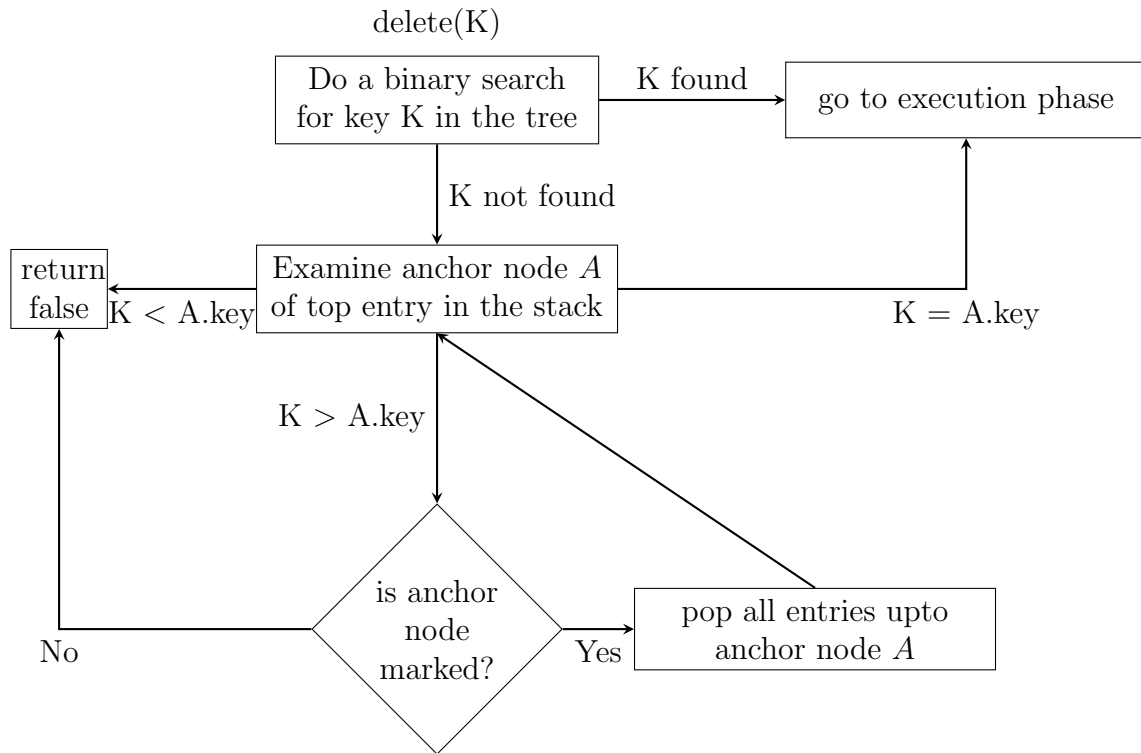 delete(K)
Do a binary search
for key K in the tree
K found
go to execution phase
K not found
return
false
K < A.key
Examine anchor node A
of top entry in the stack
K = A.key
K > A.key
is anchor
node
marked?
No
Yes
pop all entries upto
anchor node A